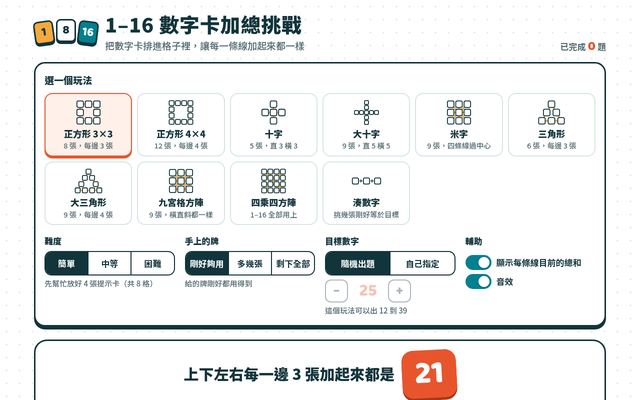 1 8 16
1–16 數字卡加總挑戰
把數字卡排進格子裡，讓每一條線加起來都一樣
已完成 0 題
選一個玩法
正方形 3×3
8 張，每邊 3 張
正方形 4×4
12 張，每邊 4 張
十字
5 張，直 3 橫 3
大十字
9 張，直 5 橫 5
米字
9 張，四條線過中心
三角形
6 張，每邊 3 張
大三角形
9 張，每邊 4 張
九宮格方陣
9 張，橫直斜都一樣
四乘四方陣
1–16 全部用上
湊數字
挑幾張剛好等於目標
難度
簡單 中等 困難
先幫忙放好 4 張提示卡（共 8 格）
手上的牌
剛好夠用 多幾張 剩下全部
給的牌剛好都用得到
目標數字
隨機出題 自己指定
− 25 +
這個玩法可以出 12 到 39
輔助
顯示每條線目前的總和
音效
上下左右每一邊 3 張加起來都是 21